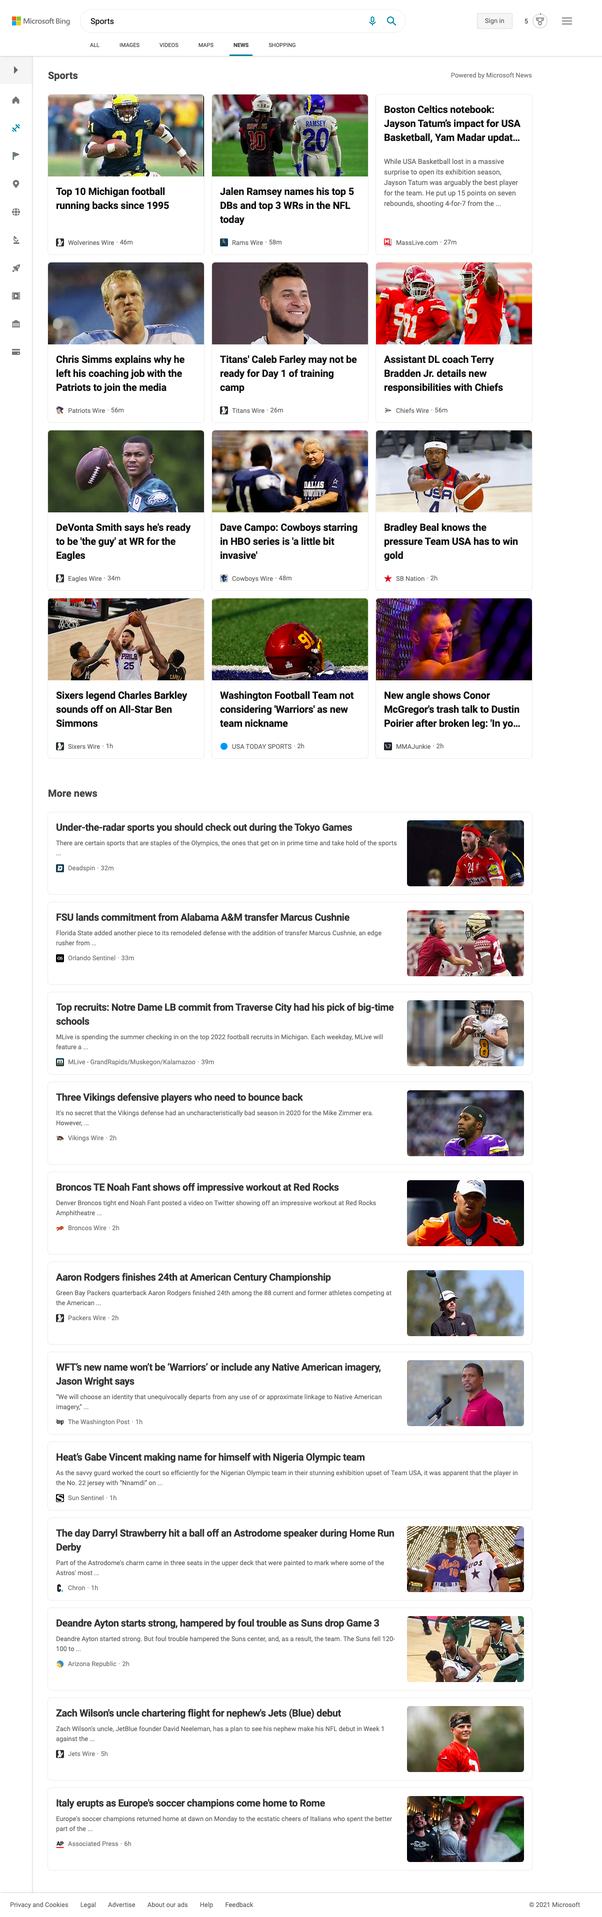 Microsoft Bing
Sports
Sign in
5
ALL IMAGES VIDEOS MAPS NEWS SHOPPING
Sports
Powered by Microsoft News
Top 10 Michigan football
running backs since 1995
Wolverines Wire · 46m
Jalen Ramsey names his top 5
DBs and top 3 WRs in the NFL
today
Rams Wire · 58m
Boston Celtics notebook:
Jayson Tatum's impact for USA
Basketball, Yam Madar updat...
While USA Basketball lost in a massive
surprise to open its exhibition season,
Jayson Tatum was arguably the best player
for the team. He put up 15 points on seven
rebounds, shooting 4-for-7 from the ...
MassLive.com · 27m
Chris Simms explains why he
left his coaching job with the
Patriots to join the media
Patriots Wire · 56m
Titans' Caleb Farley may not be
ready for Day 1 of training
camp
Titans Wire · 26m
Assistant DL coach Terry
Bradden Jr. details new
responsibilities with Chiefs
Chiefs Wire · 56m
DeVonta Smith says he's ready
to be 'the guy' at WR for the
Eagles
Eagles Wire · 34m
Dave Campo: Cowboys starring
in HBO series is 'a little bit
invasive'
Cowboys Wire · 48m
Bradley Beal knows the
pressure Team USA has to win
gold
SB Nation · 2h
Sixers legend Charles Barkley
sounds off on All-Star Ben
Simmons
Sixers Wire · 1h
Washington Football Team not
considering 'Warriors' as new
team nickname
USA TODAY SPORTS · 2h
New angle shows Conor
McGregor's trash talk to Dustin
Poirier after broken leg: 'In yo...
MMAJunkie · 2h
More news
Under-the-radar sports you should check out during the Tokyo Games
There are certain sports that are staples of the Olympics, the ones that get on in prime time and take hold of the sports
...
Deadspin · 32m
FSU lands commitment from Alabama A&M transfer Marcus Cushnie
Florida State added another piece to its remodeled defense with the addition of transfer Marcus Cushnie, an edge
rusher from ...
Orlando Sentinel · 33m
Top recruits: Notre Dame LB commit from Traverse City had his pick of big-time
schools
MLive is spending the summer checking in on the top 2022 football recruits in Michigan. Each weekday, MLive will
feature a ...
MLive - GrandRapids/Muskegon/Kalamazoo · 39m
Three Vikings defensive players who need to bounce back
It's no secret that the Vikings defense had an uncharacteristically bad season in 2020 for the Mike Zimmer era.
However, ...
Vikings Wire · 2h
Broncos TE Noah Fant shows off impressive workout at Red Rocks
Denver Broncos tight end Noah Fant posted a video on Twitter showing off an impressive workout at Red Rocks
Amphitheatre ...
Broncos Wire · 2h
Aaron Rodgers finishes 24th at American Century Championship
Green Bay Packers quarterback Aaron Rodgers finished 24th among the 88 current and former athletes competing at
the American ...
Packers Wire · 2h
WFT's new name won't be 'Warriors' or include any Native American imagery,
Jason Wright says
"We will choose an identity that unequivocally departs from any use of or approximate linkage to Native American
imagery," ...
The Washington Post · 1h
Heat's Gabe Vincent making name for himself with Nigeria Olympic team
As the savvy guard worked the court so efficiently for the Nigerian Olympic team in their stunning exhibition upset of Team USA, it was apparent that the player in
the No. 22 jersey with "Nnamdi" on ...
Sun Sentinel · 1h
The day Darryl Strawberry hit a ball off an Astrodome speaker during Home Run
Derby
Part of the Astrodome's charm came in three seats in the upper deck that were painted to mark where some of the
Astros' most ...
Chron · 1h
Deandre Ayton starts strong, hampered by foul trouble as Suns drop Game 3
Deandre Ayton started strong. But foul trouble hampered the Suns center, and, as a result, the team. The Suns fell 120-
100 to ...
Arizona Republic · 2h
Zach Wilson's uncle chartering flight for nephew's Jets (Blue) debut
Zach Wilson's uncle, JetBlue founder David Neeleman, has a plan to see his nephew make his NFL debut in Week 1
against the ...
Jets Wire · 5h
Italy erupts as Europe's soccer champions come home to Rome
Europe's soccer champions returned home at dawn on Monday to the ecstatic cheers of Italians who spent the better
part of the ...
Associated Press · 6h
Privacy and Cookies Legal Advertise About our ads Help Feedback
© 2021 Microsoft